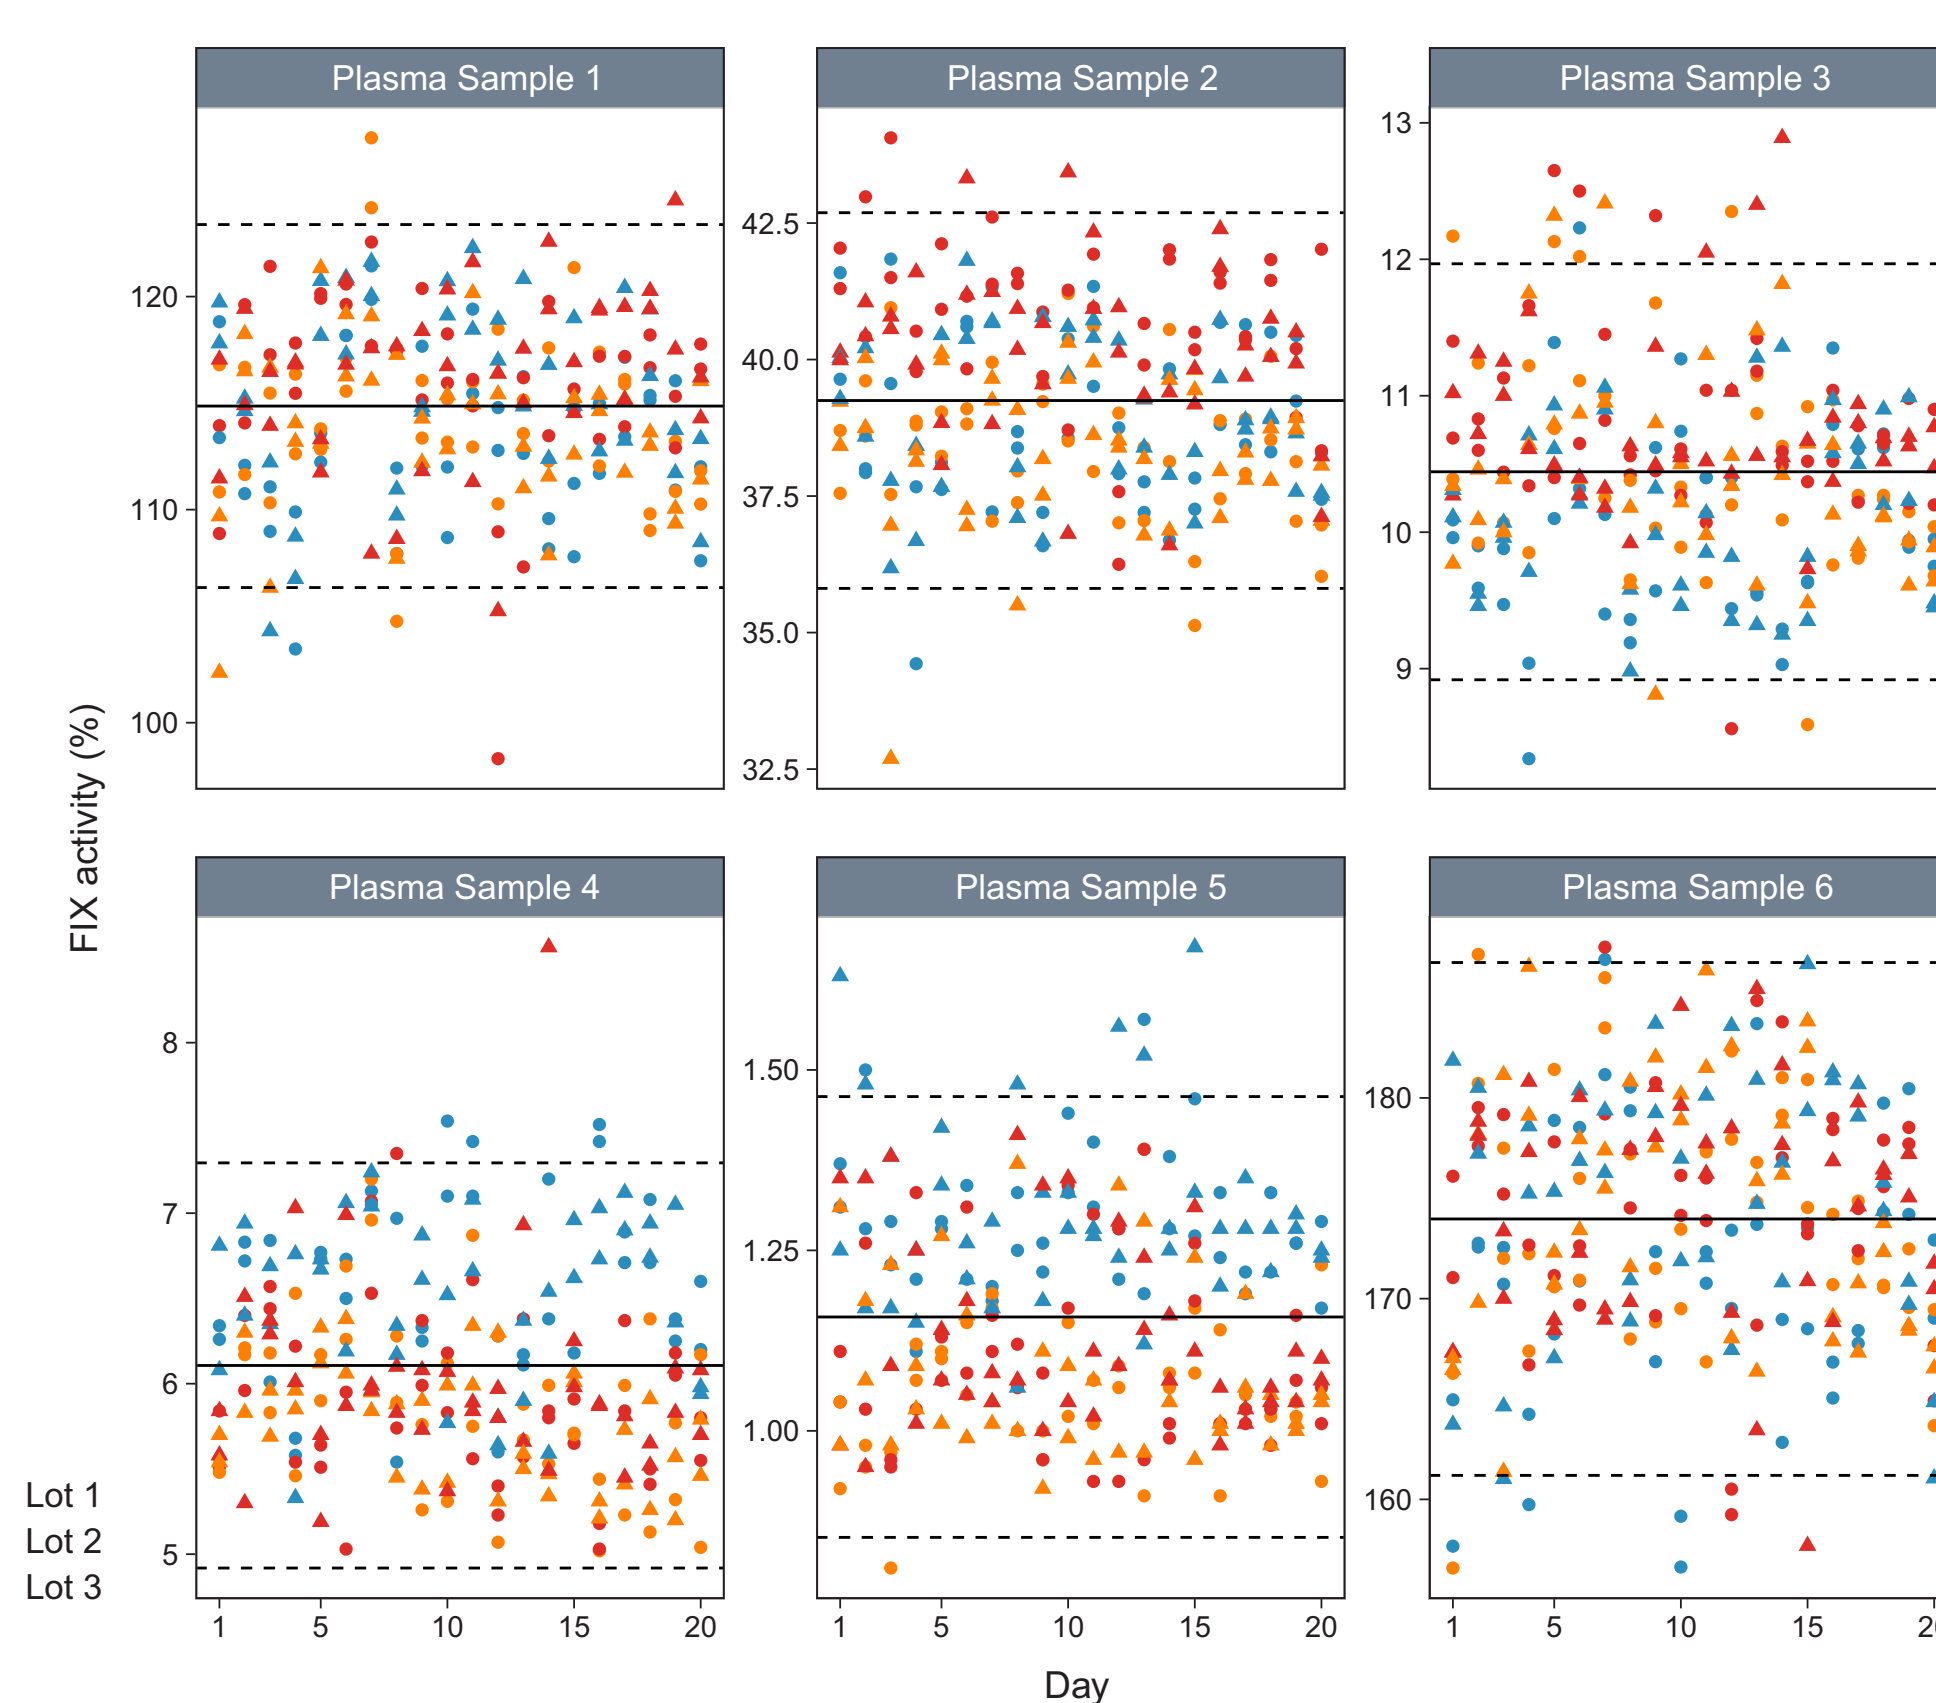 Plasma Sample 1
Plasma Sample 2
Plasma Sample 3
120
110
100
42.5
40.0
37.5
35.0
32.5
13
12
11
10
9
FIX activity (%)
Plasma Sample 4
Plasma Sample 5
Plasma Sample 6
8
7
6
5
1.50
1.25
1.00
180
170
160
Lot 1
Lot 2
Lot 3
1 5 10 15 20
1 5 10 15 20
1 5 10 15
Day